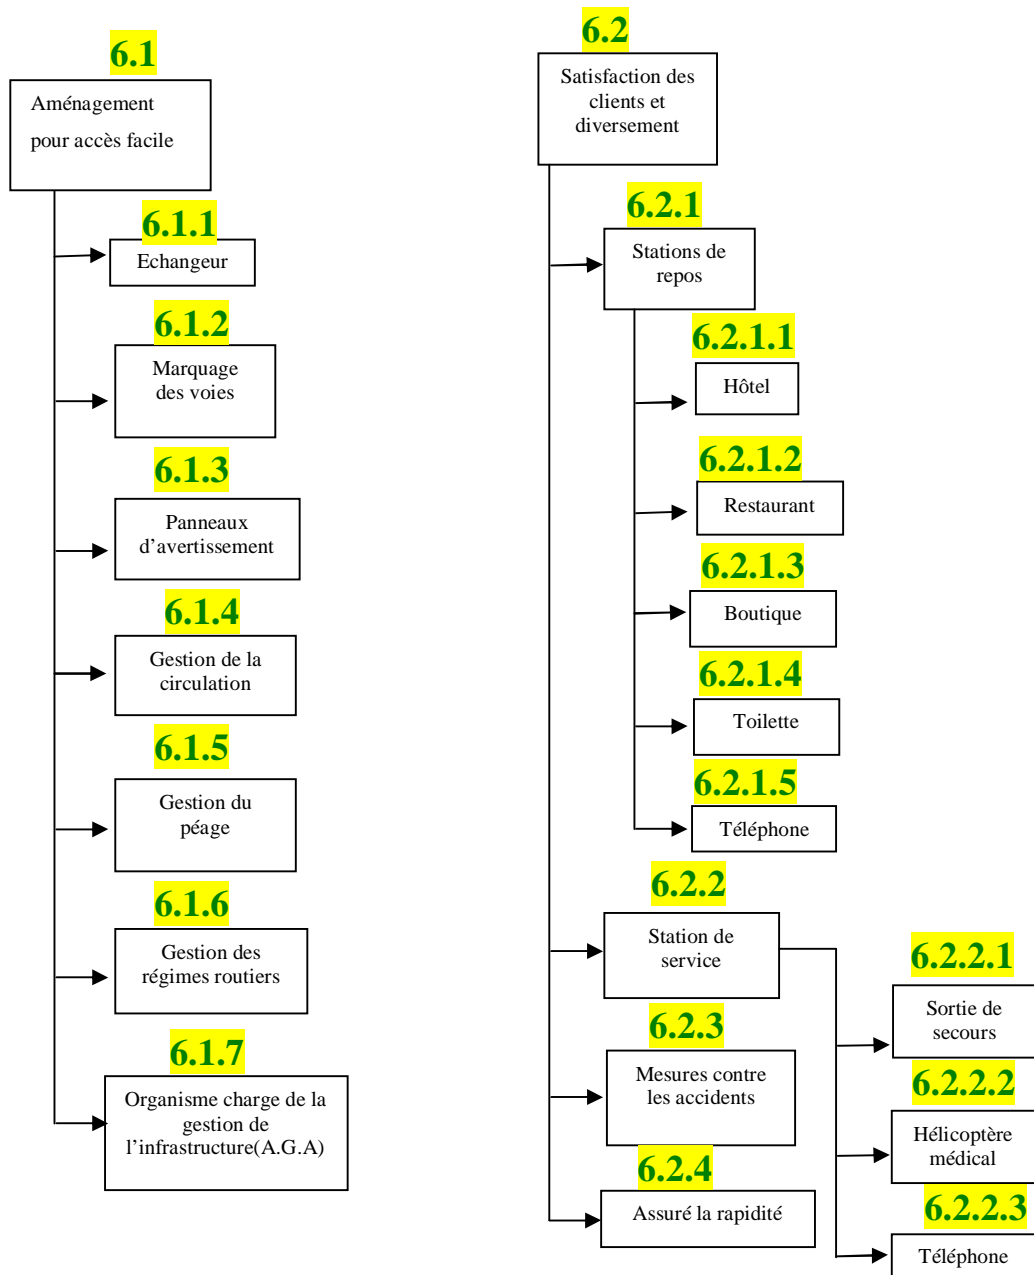 6.1
Aménagement
pour accès facile
6.1.1
Echangeur
6.1.2
Marquage
des voies
6.1.3
Panneaux
d’avertissement
6.1.4
Gestion de la
circulation
6.1.5
Gestion du
péage
6.1.6
Gestion des
régimes routiers
6.1.7
Organisme charge de la
gestion de
l’infrastructure(A.G.A)
6.2
Satisfaction des
clients et
diversement
6.2.1
Stations de
repos
6.2.1.1
Hôtel
6.2.1.2
Restaurant
6.2.1.3
Boutique
6.2.1.4
Toilette
6.2.1.5
Téléphone
6.2.2
Station de
service
6.2.2.1
Sortie de
secours
6.2.2.2
Hélicoptère
médical
6.2.2.3
Téléphone
6.2.3
Mesures contre
les accidents
6.2.4
Assuré la rapidité